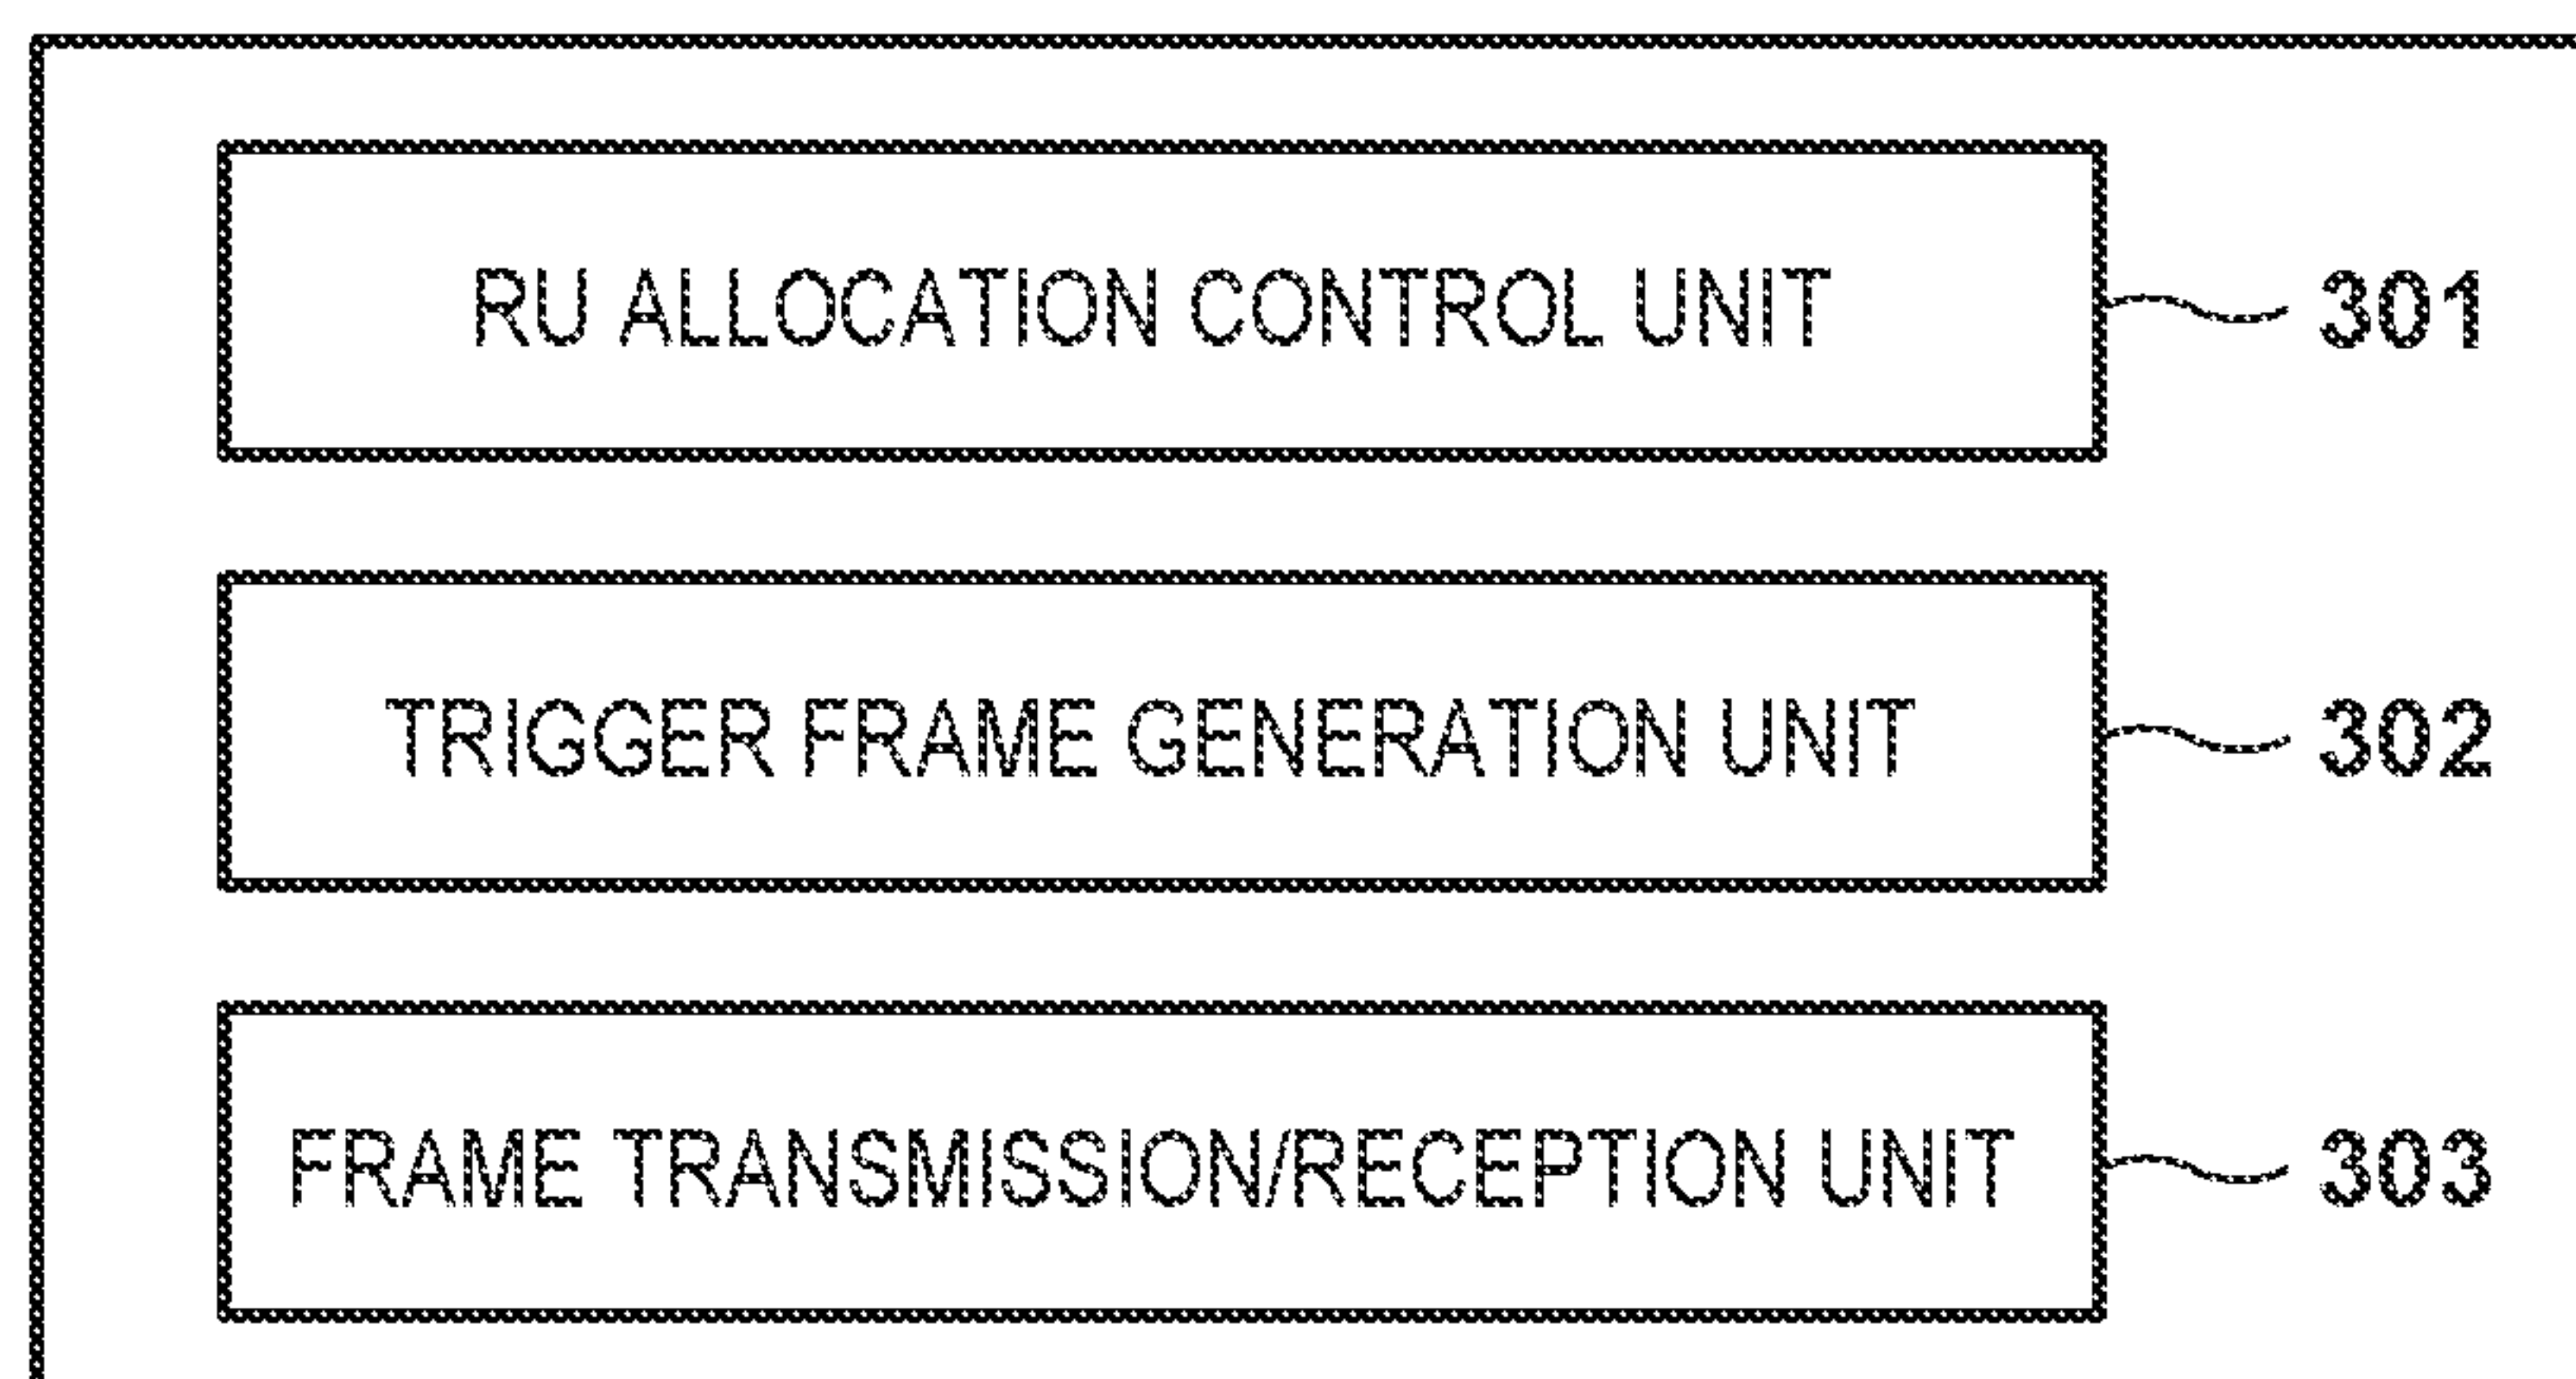 RU ALLOCATION CONTROL UNIT 301
TRIGGER FRAME GENERATION UNIT 302
FRAME TRANSMISSION/RECEPTION UNIT 303